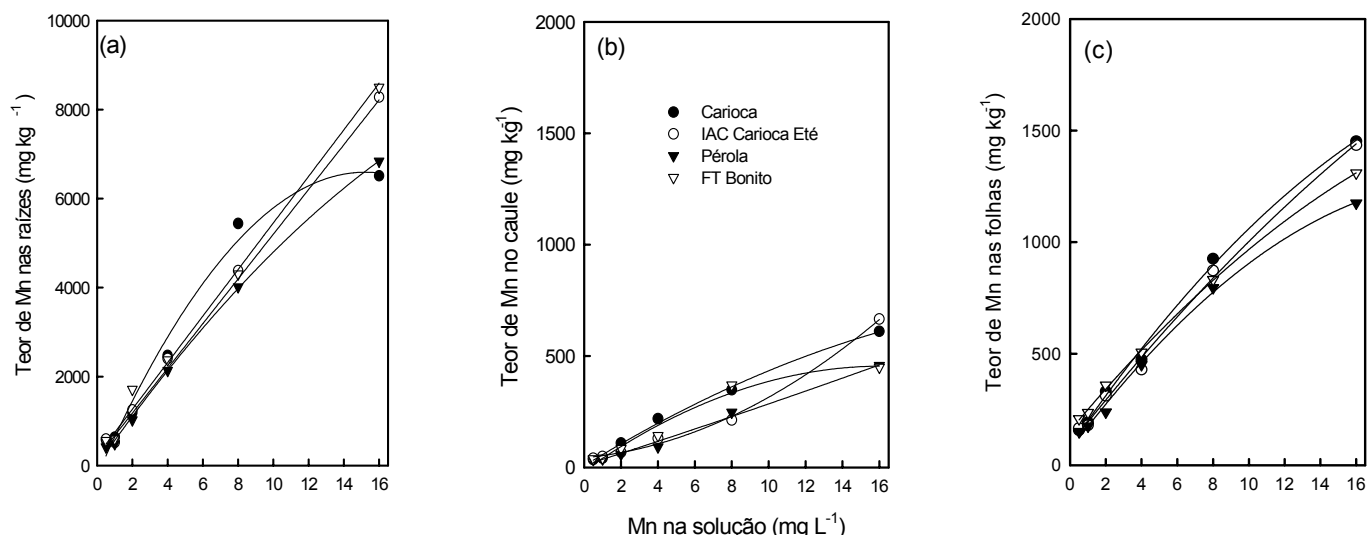 (a)
Teor de Mn nas raízes (mg kg -1)
10000
8000
6000
4000
2000
0
0 2 4 6 8 10 12 14 16
(b)
Teor de Mn no caule (mg kg-1)
2000
1500
1000
500
0
Carioca
IAC Carioca Eté
Pérola
FT Bonito
0 2 4 6 8 10 12 14 16
Mn na solução (mg L-1)
(c)
Teor de Mn nas folhas (mg kg-1)
2000
1500
1000
500
0
0 2 4 6 8 10 12 14 16